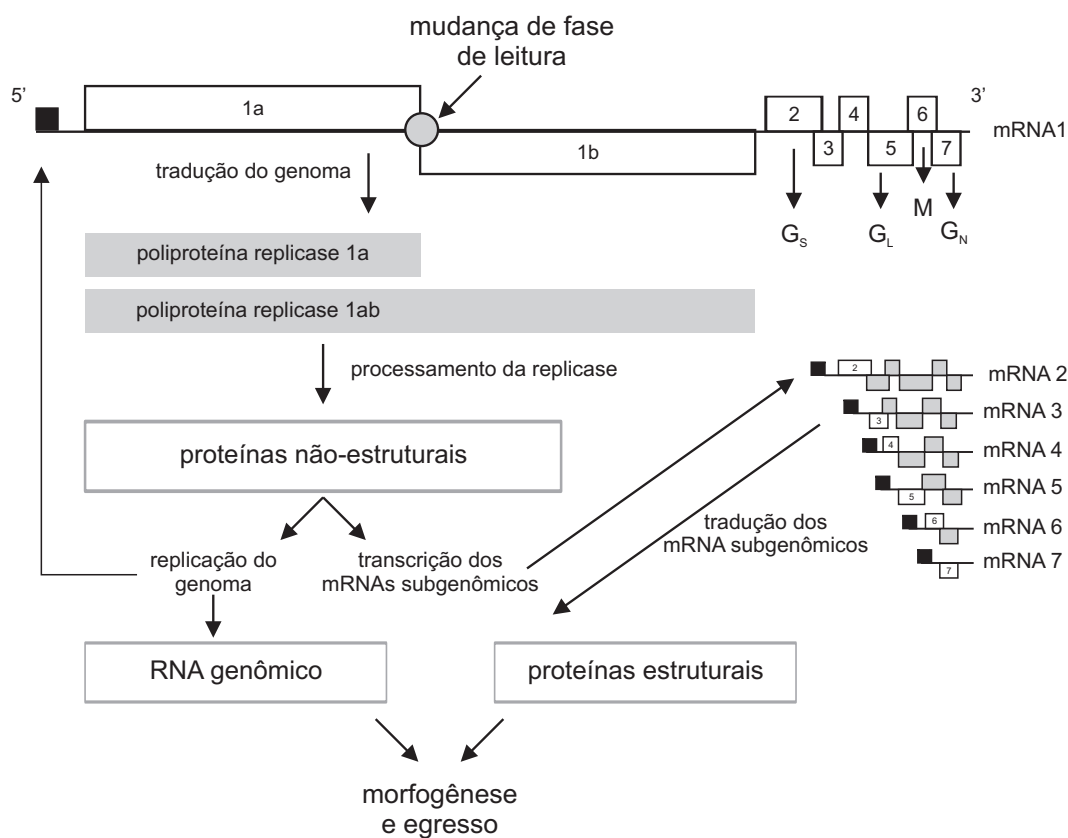 mudança de fase
de leitura
5'
3'
1a
2
4
6
mRNA1
1b
3
5
7
tradução do genoma
M
G_S
G_L
G_N
poliproteína replicase 1a
poliproteína replicase 1ab
processamento da replicase
2
mRNA 2
3
mRNA 3
4
mRNA 4
5
mRNA 5
6
mRNA 6
7
mRNA 7
proteínas não-estruturais
tradução dos
mRNA subgenômicos
replicação do
genoma
transcrição dos
mRNAs subgenômicos
RNA genômico
proteínas estruturais
morfogênese
e egresso